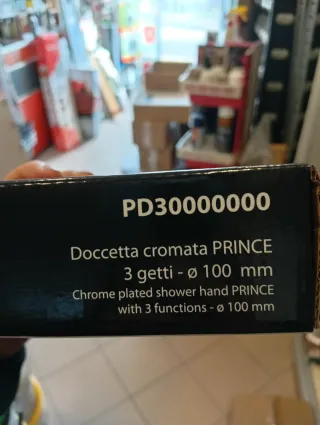 PD30000000
Doccetta cromata PRINCE
3 getti - ø 100 mm
Chrome plated shower hand PRINCE
with 3 functions - ø 100 mm